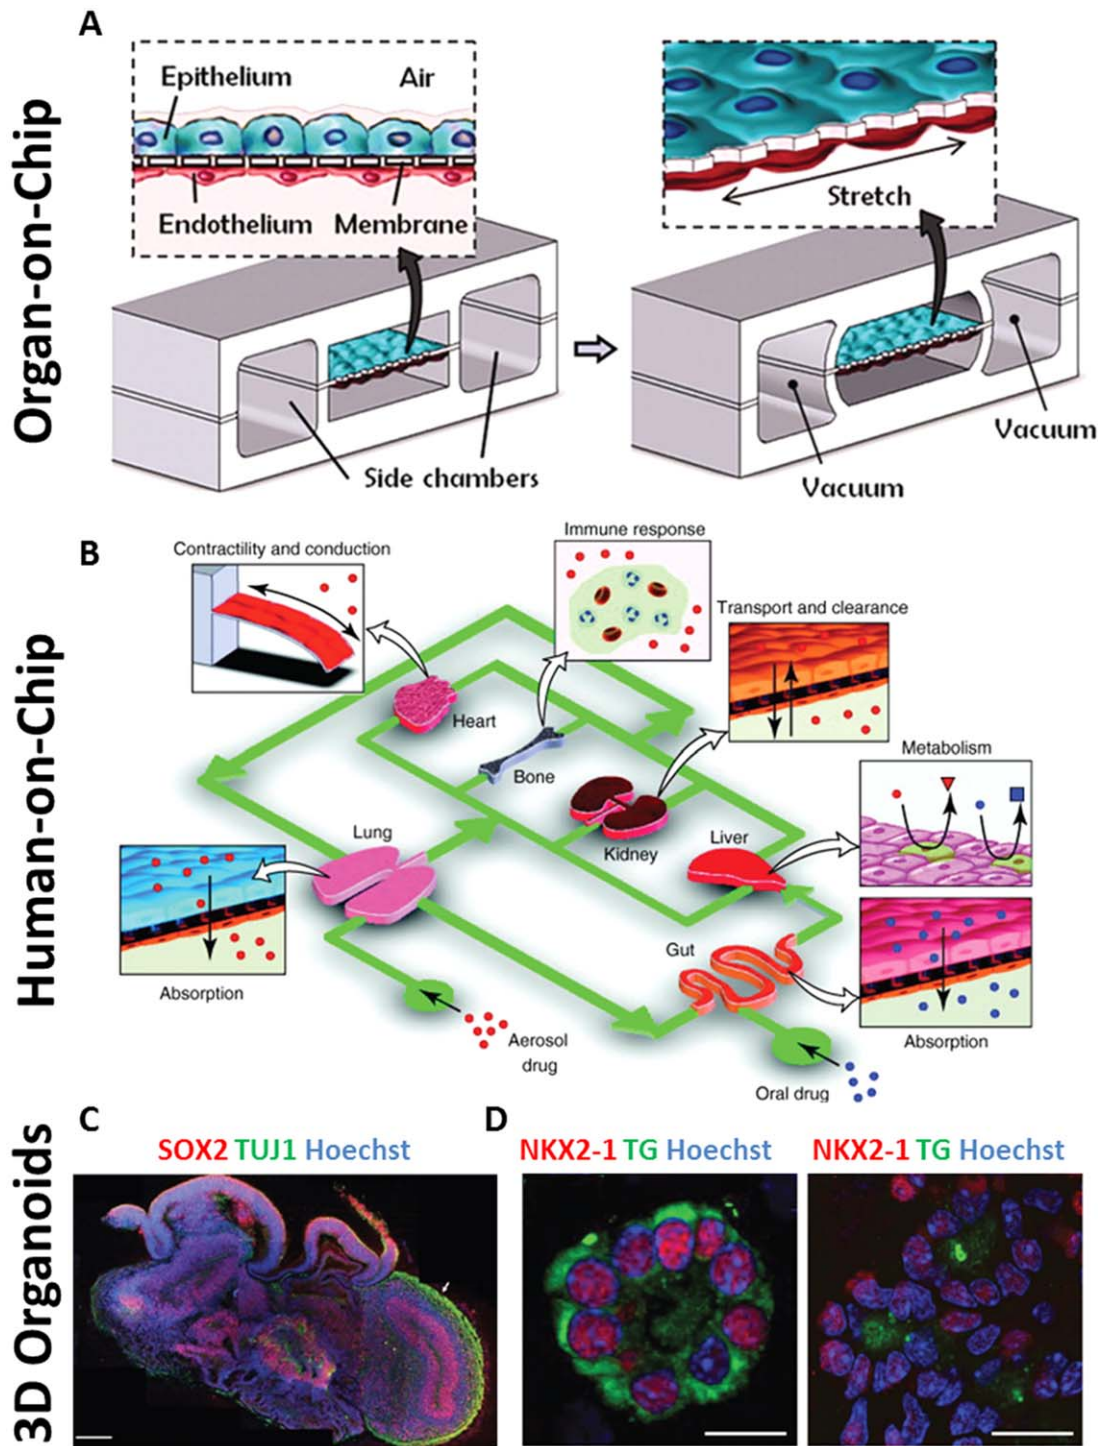 A
Organ-on-Chip
Epithelium
Air
Endothelium
Membrane
Stretch
Side chambers
Vacuum
Vacuum
B
Human-on-Chip
Contractility and conduction
Immune response
Transport and clearance
Heart
Bone
Metabolism
Lung
Kidney
Liver
Gut
Absorption
Aerosol
drug
Oral drug
Absorption
3D Organoids
C
SOX2 TUJ1 Hoechst
D
NKX2-1 TG Hoechst
NKX2-1 TG Hoechst